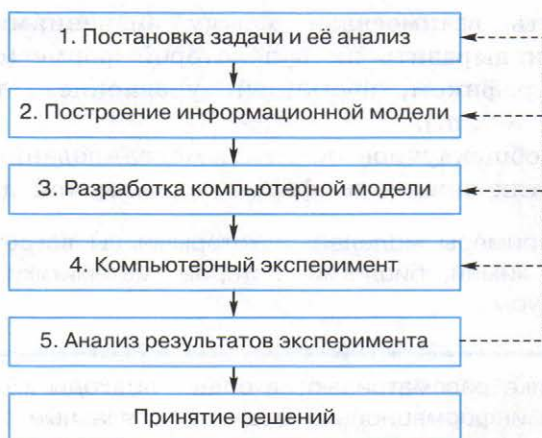 1. Постановка задачи и её анализ
2. Построение информационной модели
3. Разработка компьютерной модели
4. Компьютерный эксперимент
5. Анализ результатов эксперимента
Принятие решений